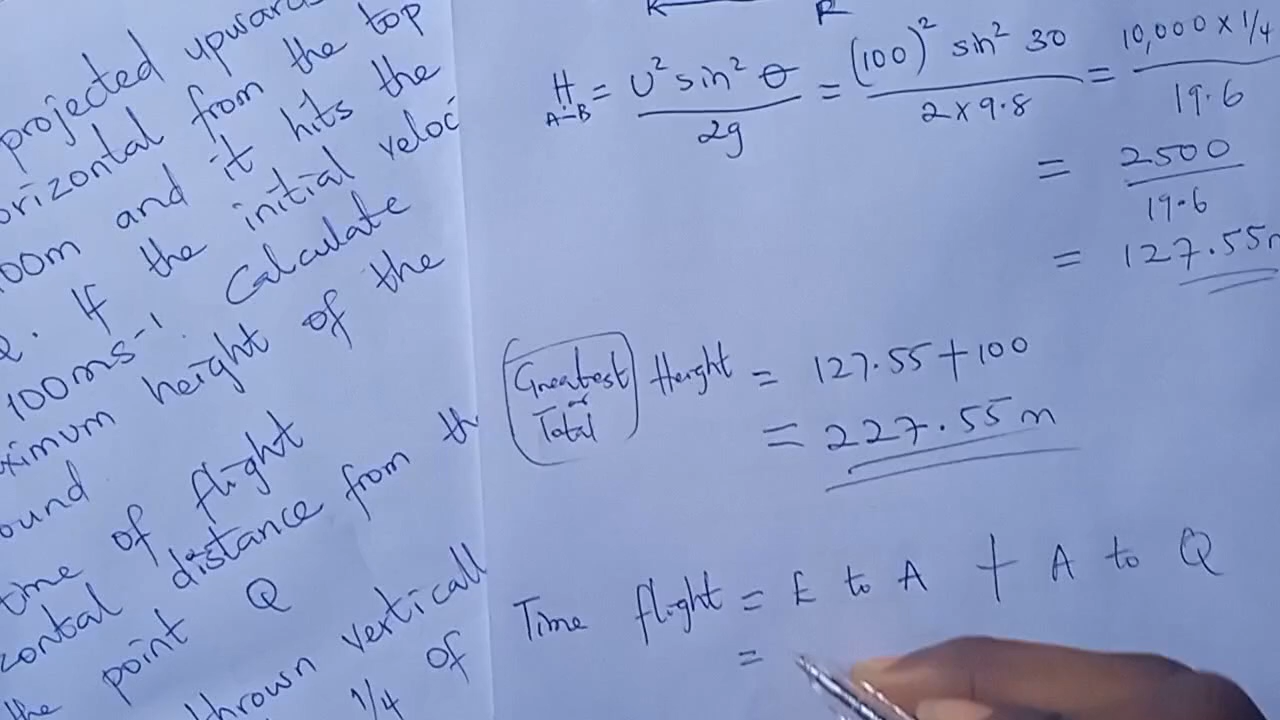 projected upwards
horizontal from the top
00m and it hits the
Q. If the initial veloc
100ms⁻¹. Calculate
ximum height of the
ound
time of flight
zontal distance from th
the point Q
thrown vertically
1/4 of
R
H A-B = U² sin² θ / 2g = (100)² sin² 30 / 2 × 9.8 = 10,000 × 1/4 / 19.6
= 2500 / 19.6
= 127.55m
Greatest or Total Height = 127.55 + 100
= 227.55 m
Time flight = E to A + A to Q
=